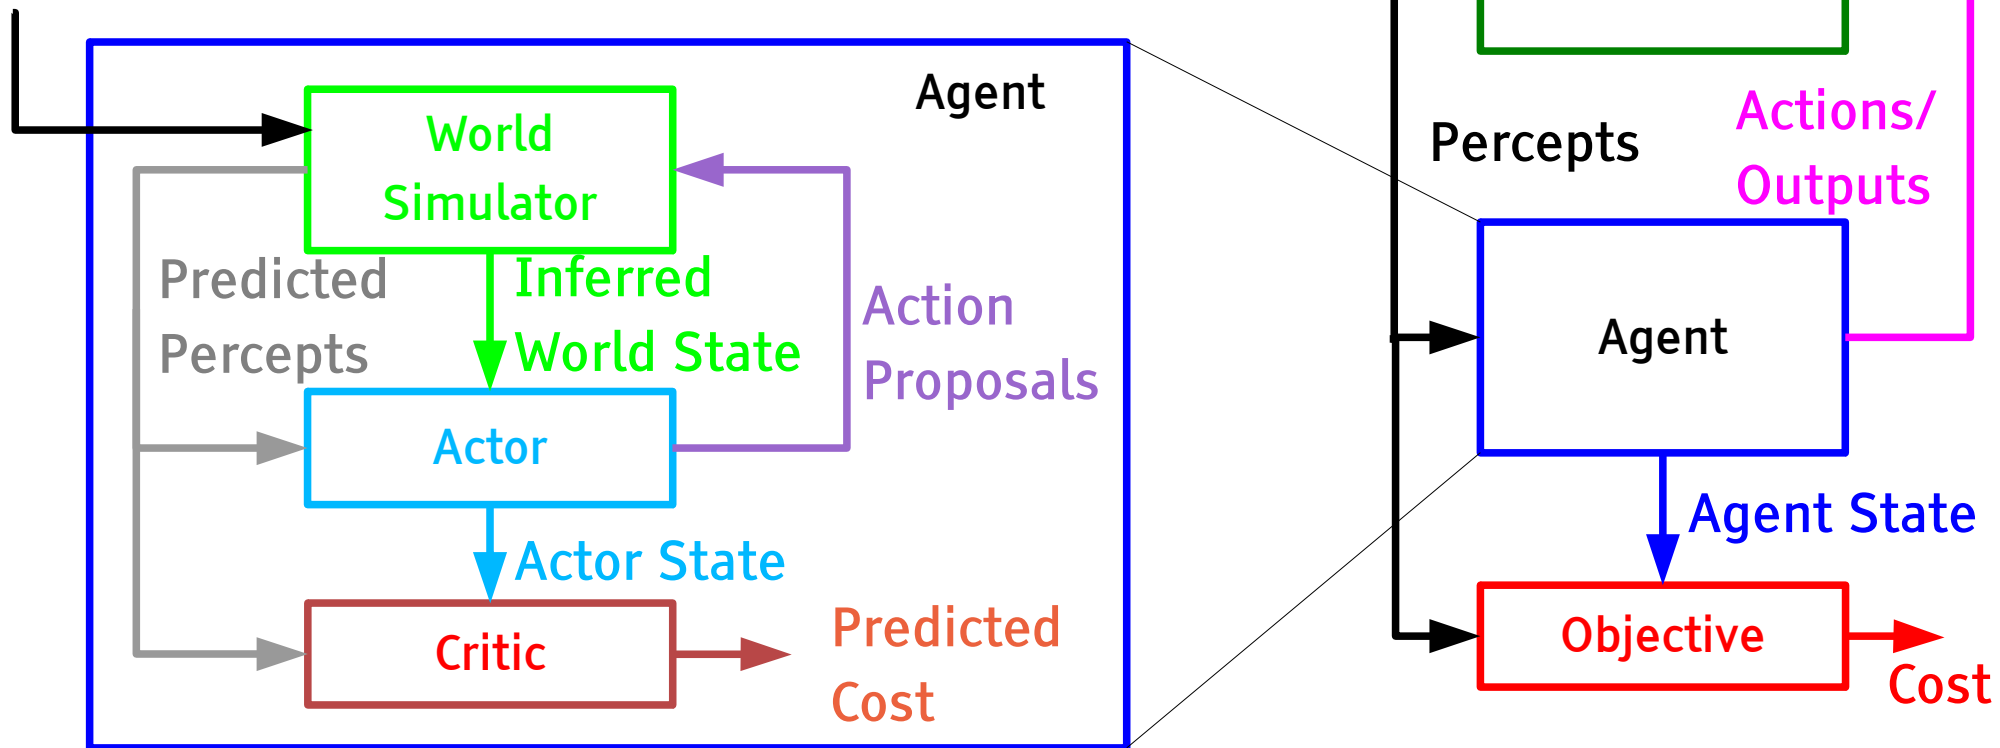 Agent
World
Simulator
Predicted
Percepts
Inferred
World State
Action
Proposals
Actor
Actor State
Critic
Predicted
Cost
Percepts
Actions/
Outputs
Agent
Agent State
Objective
Cost